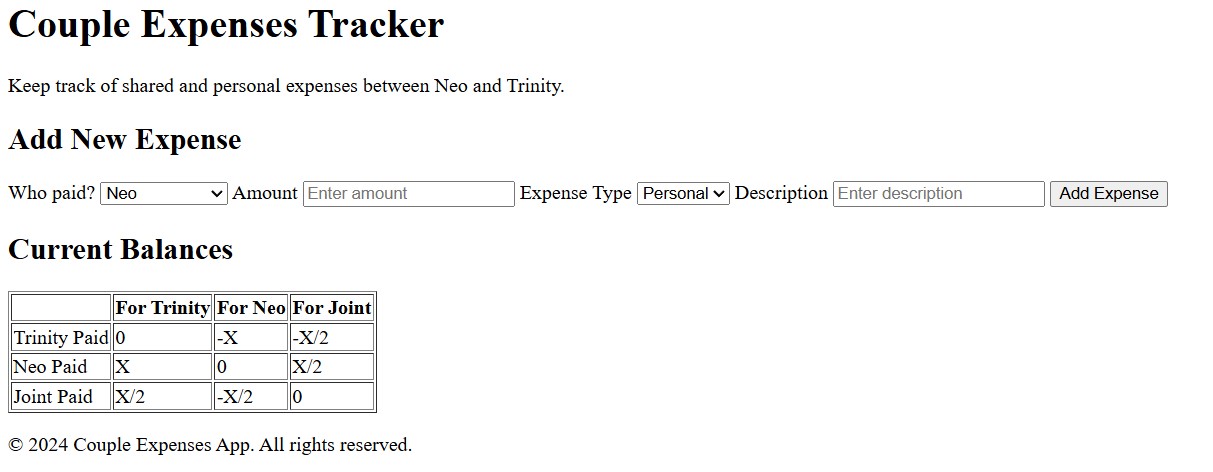 Couple Expenses Tracker
Keep track of shared and personal expenses between Neo and Trinity.
Add New Expense
Who paid? Neo Amount Enter amount Expense Type Personal Description Enter description Add Expense
Current Balances
For Trinity For Neo For Joint
Trinity Paid 0 -X -X/2
Neo Paid X 0 X/2
Joint Paid X/2 -X/2 0
© 2024 Couple Expenses App. All rights reserved.